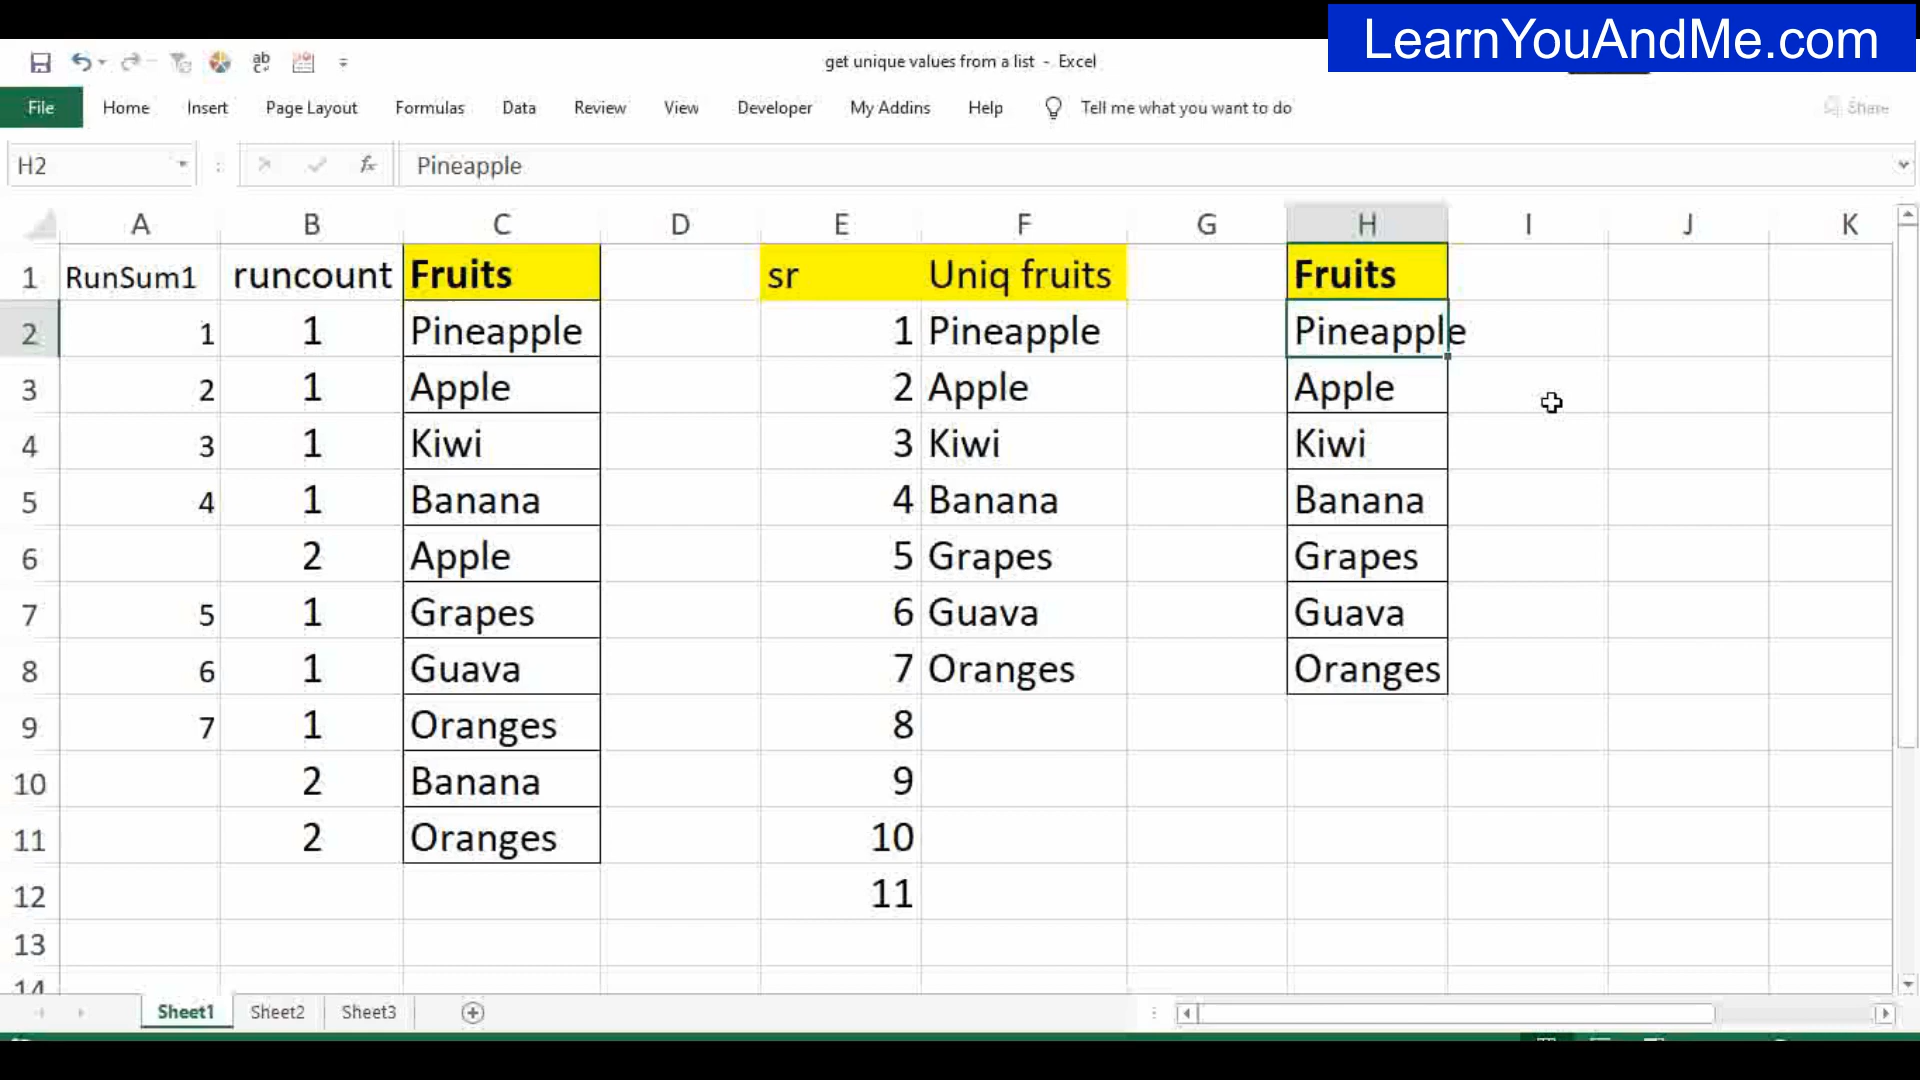 LearnYouAndMe.com
get unique values from a list - Excel
File Home Insert Page Layout Formulas Data Review View Developer My Addins Help Tell me what you want to do Share
H2 fx Pineapple
A B C D E F G H I J K
1 RunSum1 runcount Fruits sr Uniq fruits Fruits
2 1 1 Pineapple 1 Pineapple Pineapple
3 2 1 Apple 2 Apple Apple
4 3 1 Kiwi 3 Kiwi Kiwi
5 4 1 Banana 4 Banana Banana
6 2 Apple 5 Grapes Grapes
7 5 1 Grapes 6 Guava Guava
8 6 1 Guava 7 Oranges Oranges
9 7 1 Oranges 8
10 2 Banana 9
11 2 Oranges 10
12 11
13
14
Sheet1 Sheet2 Sheet3